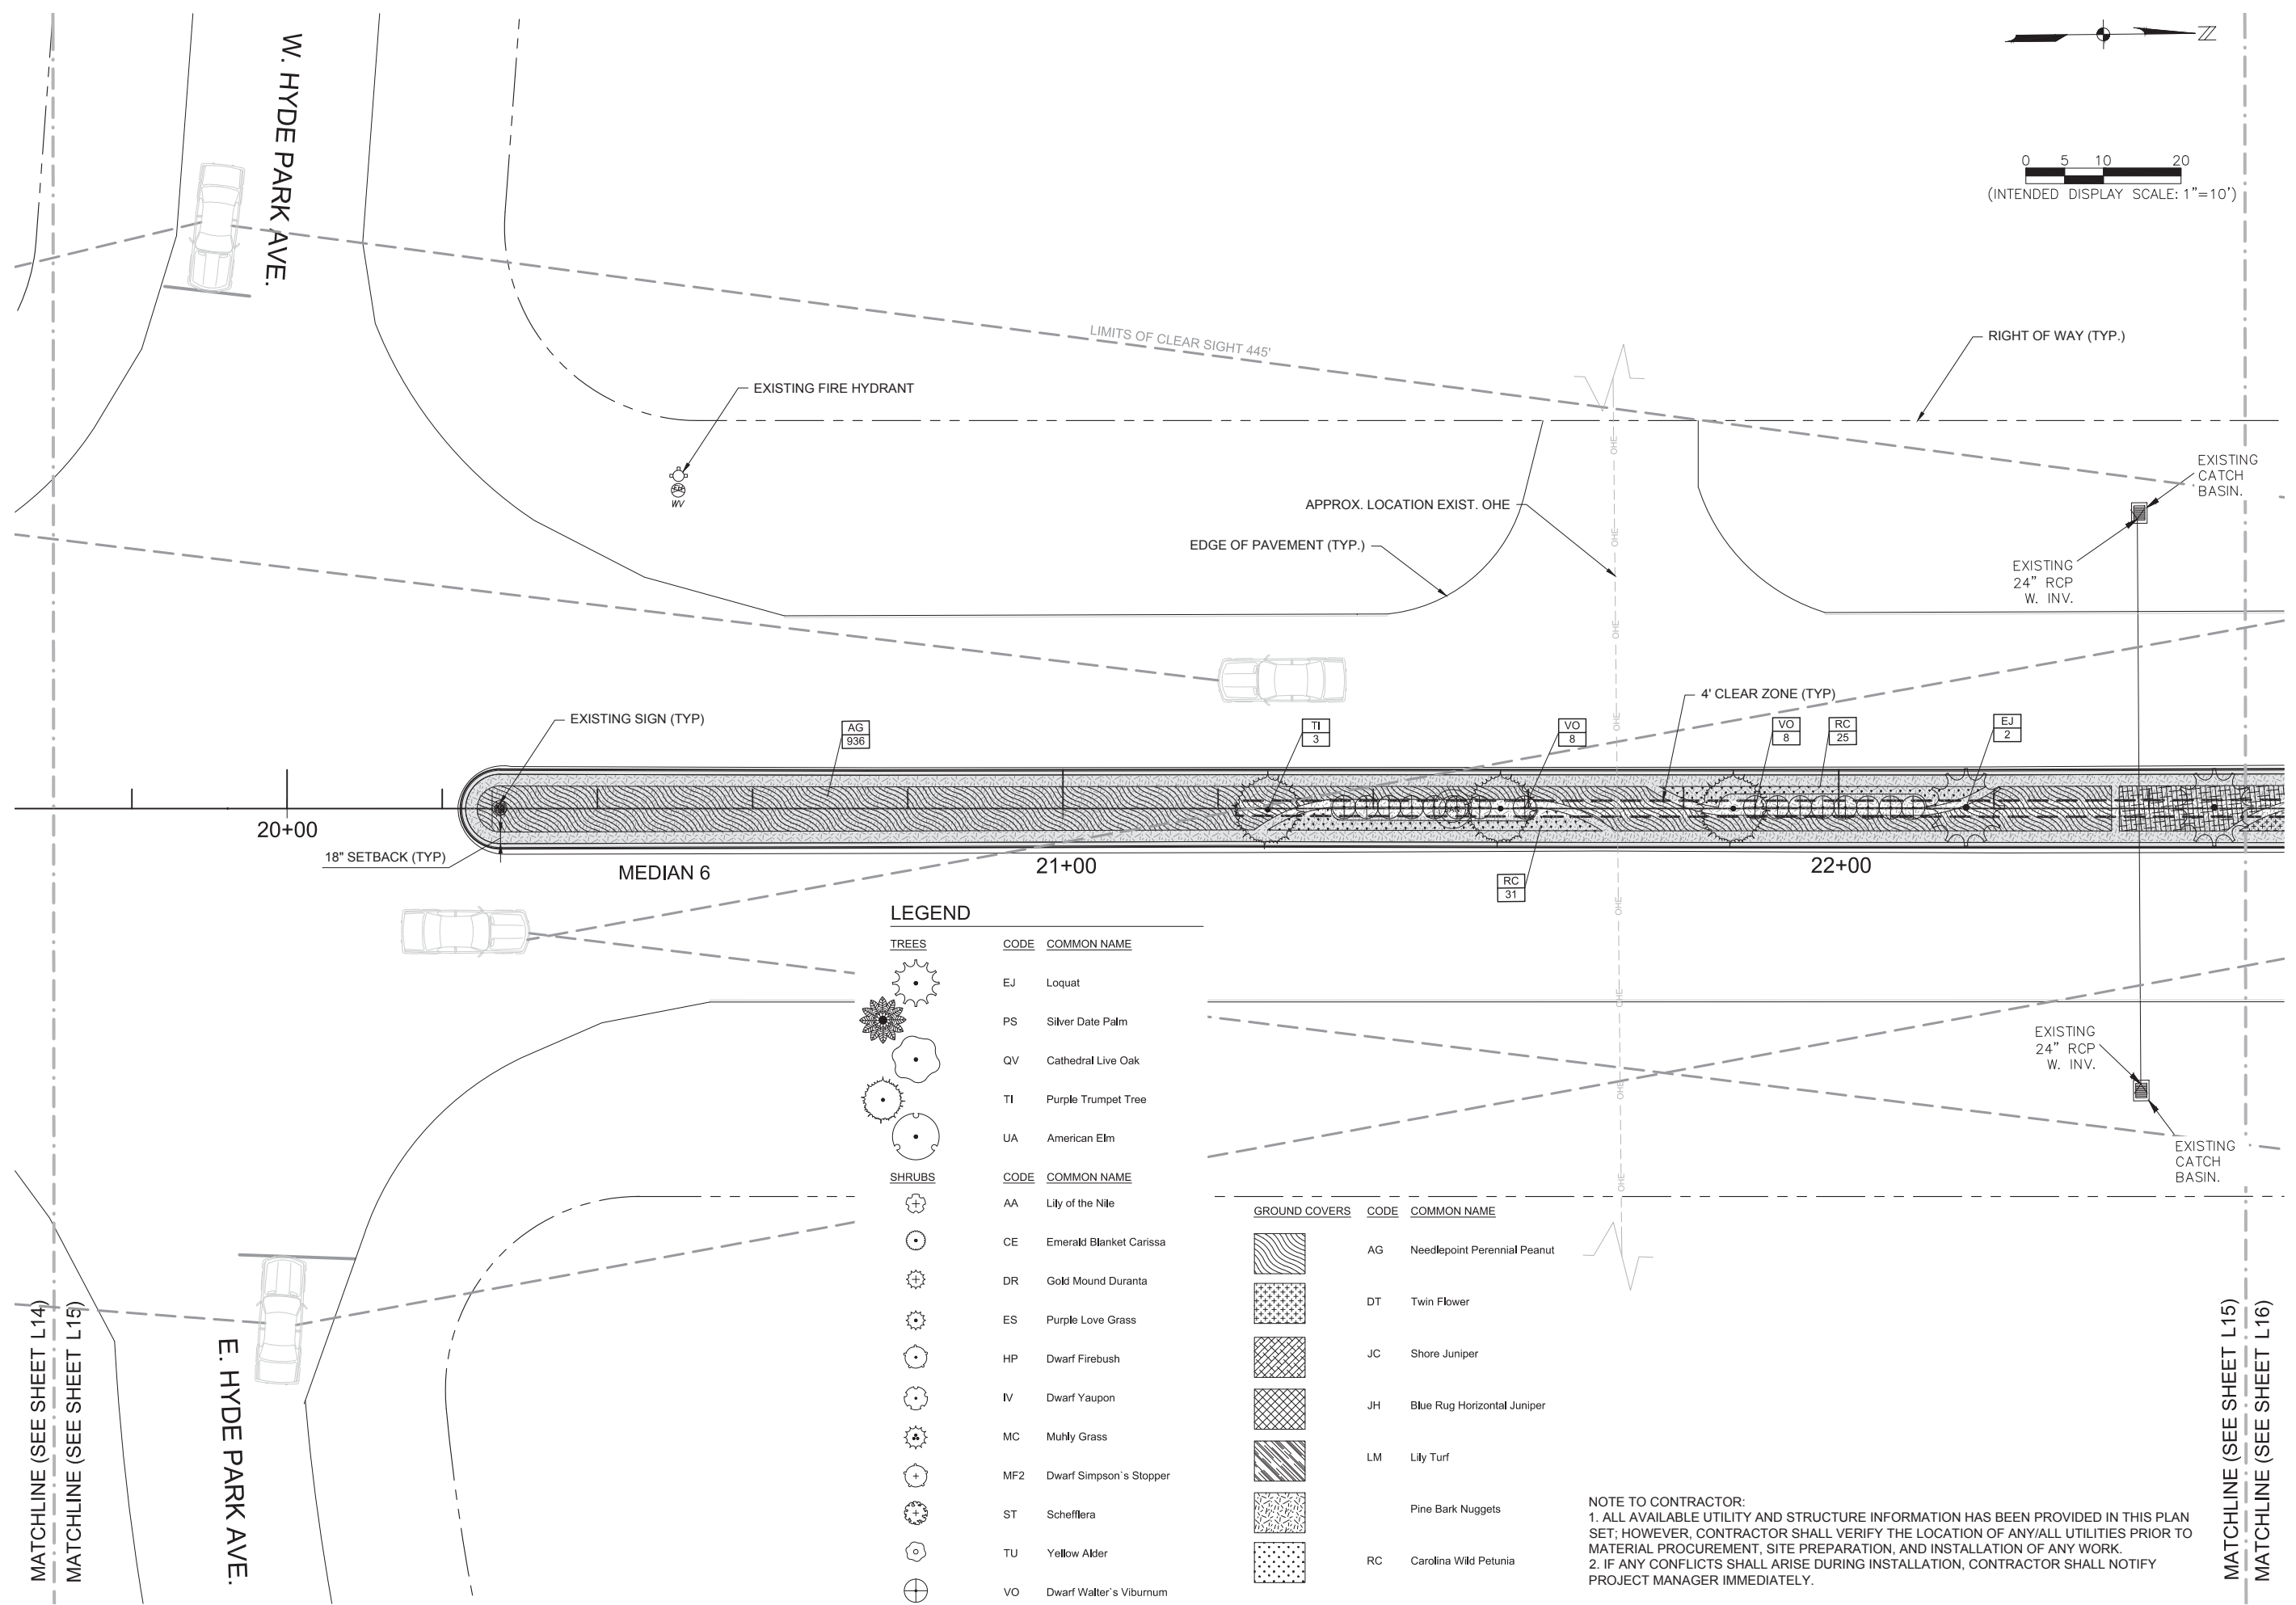 W. HYDE PARK AVE.
N
0 5 10 20
(INTENDED DISPLAY SCALE: 1"=10')
LIMITS OF CLEAR SIGHT 445'
RIGHT OF WAY (TYP.)
EXISTING FIRE HYDRANT
WV
OHE
EXISTING
CATCH
BASIN.
APPROX. LOCATION EXIST. OHE
OHE
EDGE OF PAVEMENT (TYP.)
EXISTING
24" RCP
W. INV.
OHE
4' CLEAR ZONE (TYP)
EXISTING SIGN (TYP)
AG
936
TI
3
VO
8
OHE
VO
8
RC
25
EJ
2
20+00
18" SETBACK (TYP)
MEDIAN 6
21+00
22+00
RC
31
OHE
LEGEND
TREES CODE COMMON NAME
EJ Loquat
PS Silver Date Palm
QV Cathedral Live Oak
TI Purple Trumpet Tree
UA American Elm
OHE
OHE
OHE
EXISTING
24" RCP
W. INV.
EXISTING
CATCH
BASIN.
SHRUBS CODE COMMON NAME
AA Lily of the Nile
CE Emerald Blanket Carissa
DR Gold Mound Duranta
ES Purple Love Grass
HP Dwarf Firebush
IV Dwarf Yaupon
MC Muhly Grass
MF2 Dwarf Simpson`s Stopper
ST Schefflera
TU Yellow Alder
VO Dwarf Walter`s Viburnum
GROUND COVERS CODE COMMON NAME
AG Needlepoint Perennial Peanut
DT Twin Flower
JC Shore Juniper
JH Blue Rug Horizontal Juniper
LM Lily Turf
Pine Bark Nuggets
RC Carolina Wild Petunia
NOTE TO CONTRACTOR:
1. ALL AVAILABLE UTILITY AND STRUCTURE INFORMATION HAS BEEN PROVIDED IN THIS PLAN
SET; HOWEVER, CONTRACTOR SHALL VERIFY THE LOCATION OF ANY/ALL UTILITIES PRIOR TO
MATERIAL PROCUREMENT, SITE PREPARATION, AND INSTALLATION OF ANY WORK.
2. IF ANY CONFLICTS SHALL ARISE DURING INSTALLATION, CONTRACTOR SHALL NOTIFY
PROJECT MANAGER IMMEDIATELY.
E. HYDE PARK AVE.
MATCHLINE (SEE SHEET L14)
MATCHLINE (SEE SHEET L15)
MATCHLINE (SEE SHEET L15)
MATCHLINE (SEE SHEET L16)